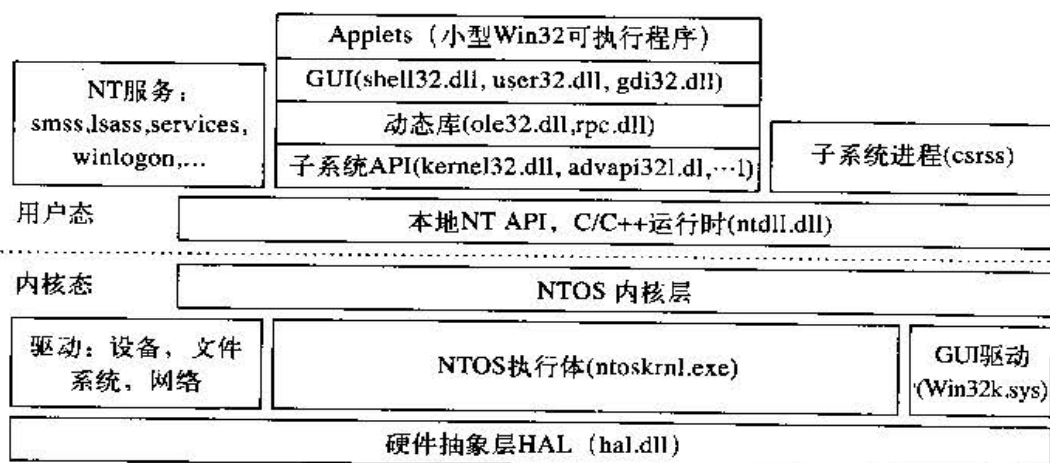 Applets（小型Win32可执行程序）
NT服务：
smss,lsass,services,
winlogon,...
GUI(shell32.dll, user32.dll, gdi32.dll)
动态库(ole32.dll,rpc.dll)
子系统API(kernel32.dll, advapi32l.dl,…l)
子系统进程(csrss)
用户态
本地NT API，C/C++运行时(ntdll.dll)
内核态
NTOS 内核层
驱动：设备，文件
系统，网络
NTOS执行体(ntoskrnl.exe)
GUI驱动
(Win32k.sys)
硬件抽象层HAL（hal.dll）